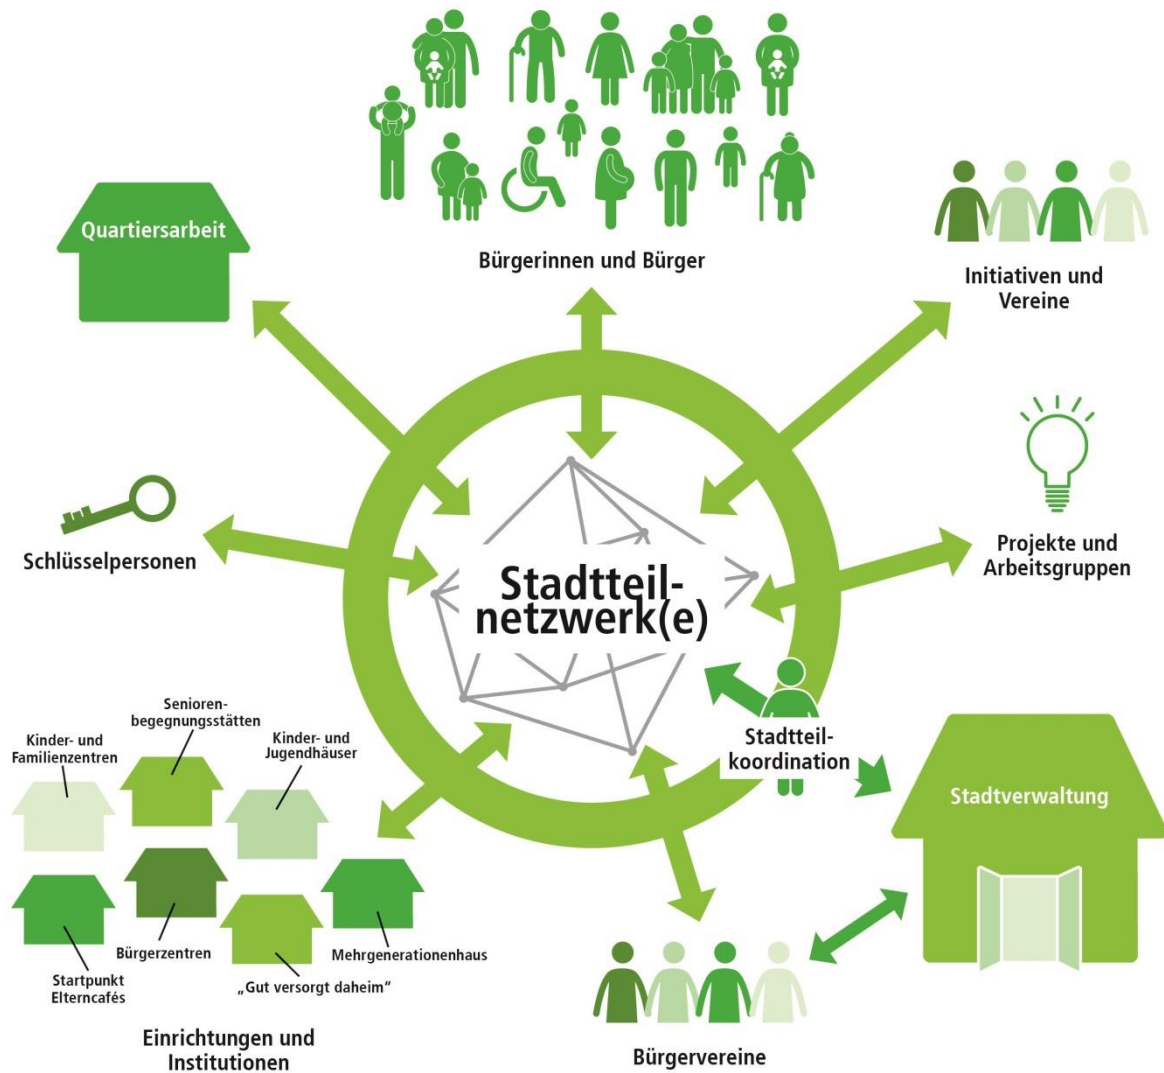 Quartiersarbeit
Bürgerinnen und Bürger
Initiativen und
Vereine
Schlüsselpersonen
Stadtteil-
netzwerk(e)
Projekte und
Arbeitsgruppen
Stadtteil-
koordination
Stadtverwaltung
Senioren-
begegnungsstätten
Kinder- und
Familienzentren
Kinder- und
Jugendhäuser
Bürgerzentren
Mehrgenerationenhaus
Startpunkt
Elterncafés
„Gut versorgt daheim“
Einrichtungen und
Institutionen
Bürgervereine